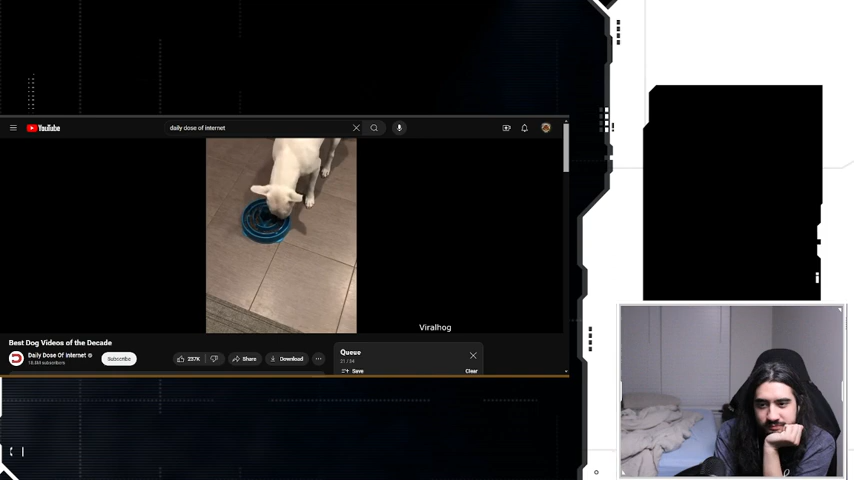 YouTube
daily dose of internet
Viralhog
Best Dog Videos of the Decade
Daily Dose Of Internet
Subscribe
237K
Share
Download
Queue
Save
Clear